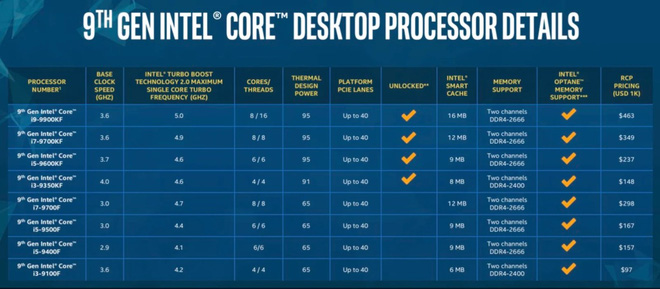 9TH GEN INTEL® CORE™ DESKTOP PROCESSOR DETAILS
PROCESSOR NUMBER¹ BASE CLOCK SPEED (GHZ) INTEL® TURBO BOOST TECHNOLOGY 2.0 MAXIMUM SINGLE CORE TURBO FREQUENCY (GHZ) CORES/ THREADS THERMAL DESIGN POWER PLATFORM PCIE LANES UNLOCKED** INTEL® SMART CACHE MEMORY SUPPORT INTEL® OPTANE™ MEMORY SUPPORT*** RCP PRICING (USD 1K)
9th Gen Intel® Core™ i9-9900KF 3.6 5.0 8 / 16 95 Up to 40 ✓ 16 MB Two channels DDR4-2666 ✓ $463
9th Gen Intel® Core™ i7-9700KF 3.6 4.9 8 / 8 95 Up to 40 ✓ 12 MB Two channels DDR4-2666 ✓ $349
9th Gen Intel® Core™ i5-9600KF 3.7 4.6 6 / 6 95 Up to 40 ✓ 9 MB Two channels DDR4-2666 ✓ $237
9th Gen Intel® Core™ i3-9350KF 4.0 4.6 4 / 4 91 Up to 40 ✓ 8 MB Two channels DDR4-2400 ✓ $148
9th Gen Intel® Core™ i7-9700F 3.0 4.7 8 / 8 65 Up to 40 12 MB Two channels DDR4-2666 ✓ $298
9th Gen Intel® Core™ i5-9500F 3.0 4.4 6 / 6 65 Up to 40 9 MB Two channels DDR4-2666 ✓ $167
9th Gen Intel® Core™ i5-9400F 2.9 4.1 6/6 65 Up to 40 9 MB Two channels DDR4-2666 ✓ $157
9th Gen Intel® Core™ i3-9100F 3.6 4.2 4 / 4 65 Up to 40 6 MB Two channels DDR4-2400 ✓ $97